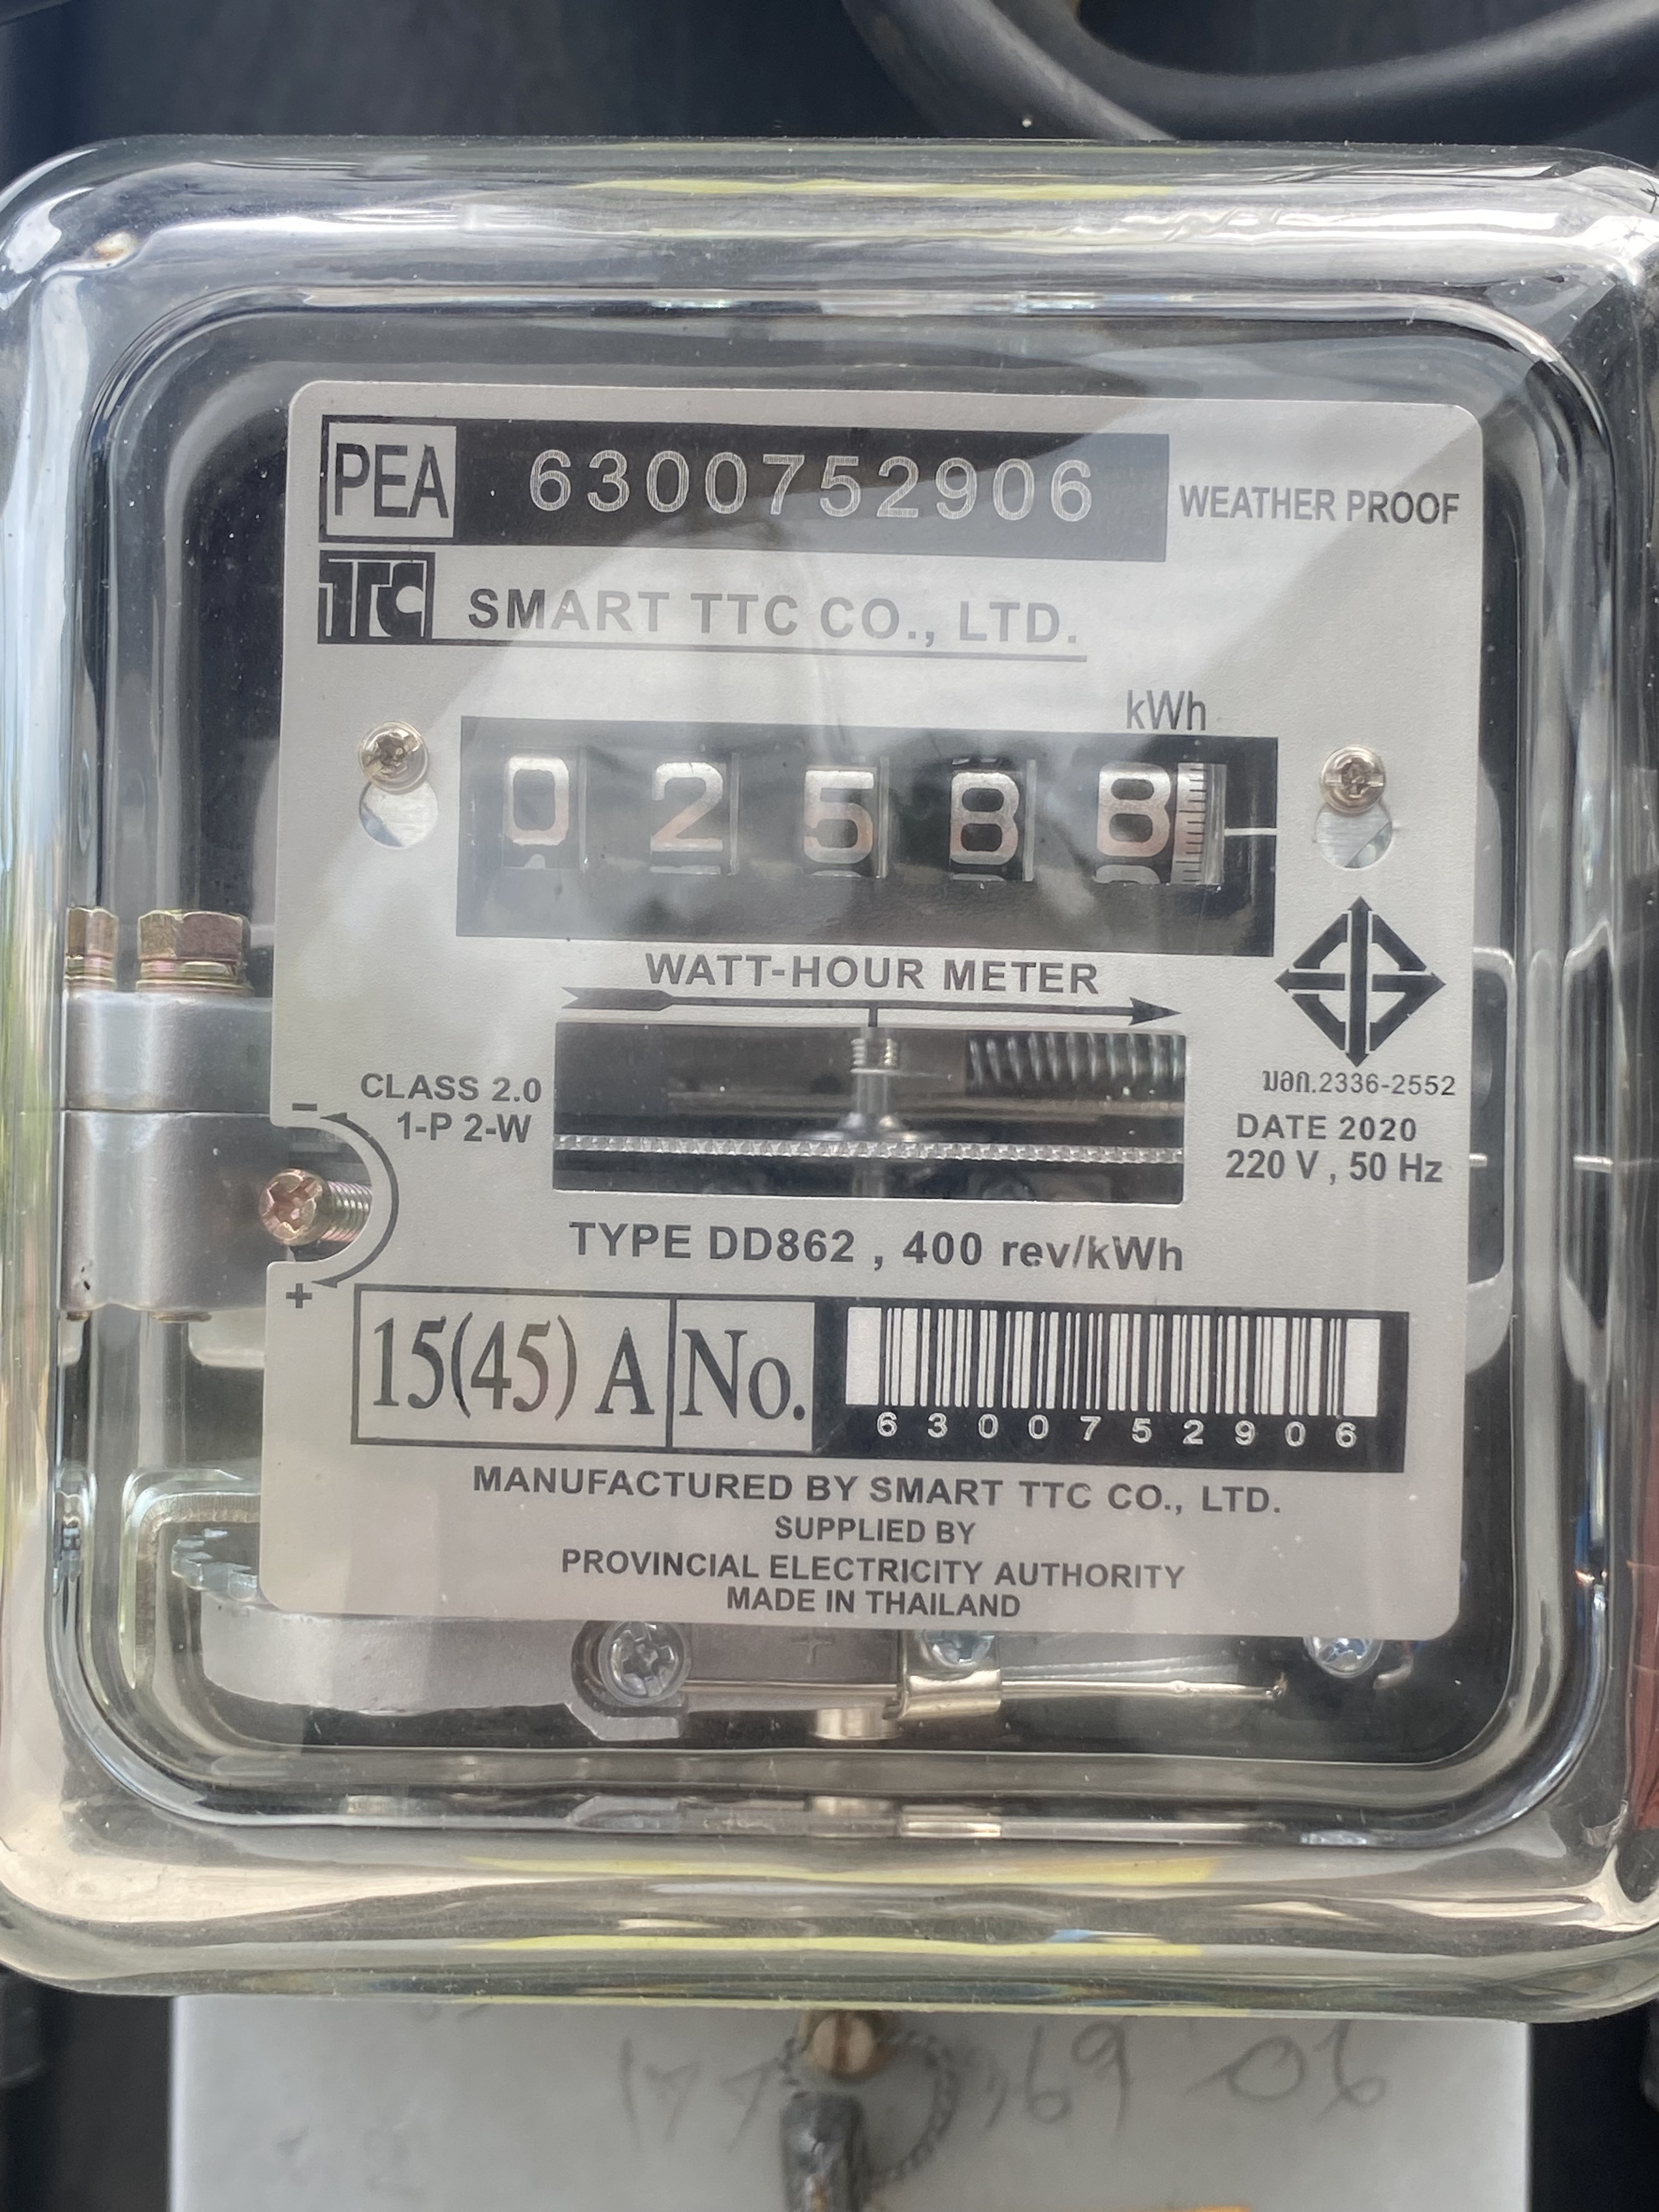 PEA 6300752906 WEATHER PROOF
TTC SMART TTC CO., LTD.
kWh
0 2 5 8 8
WATT-HOUR METER
CLASS 2.0
1-P 2-W
มอก.2336-2552
DATE 2020
220 V , 50 Hz
- 
+
TYPE DD862 , 400 rev/kWh
15(45) A No.
6300752906
MANUFACTURED BY SMART TTC CO., LTD.
SUPPLIED BY
PROVINCIAL ELECTRICITY AUTHORITY
MADE IN THAILAND